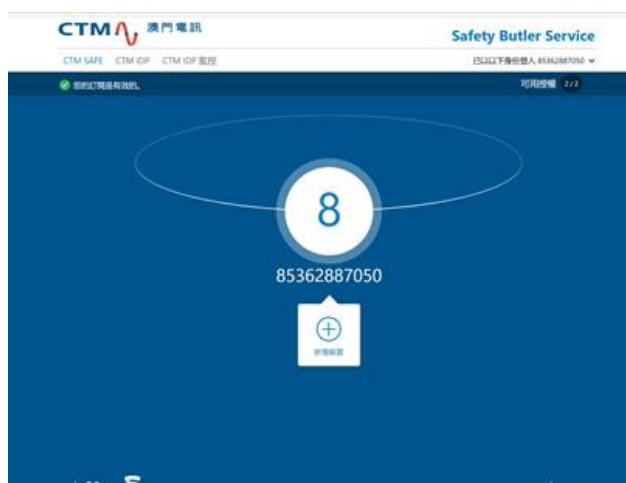 CTM 澳門電訊
Safety Butler Service
CTM SAFE CTM IDP CTM IDP 監控
已以以下身份登入 85362887050
您的訂閱是有效的。
可用授權 2/2
8
85362887050
新增裝置